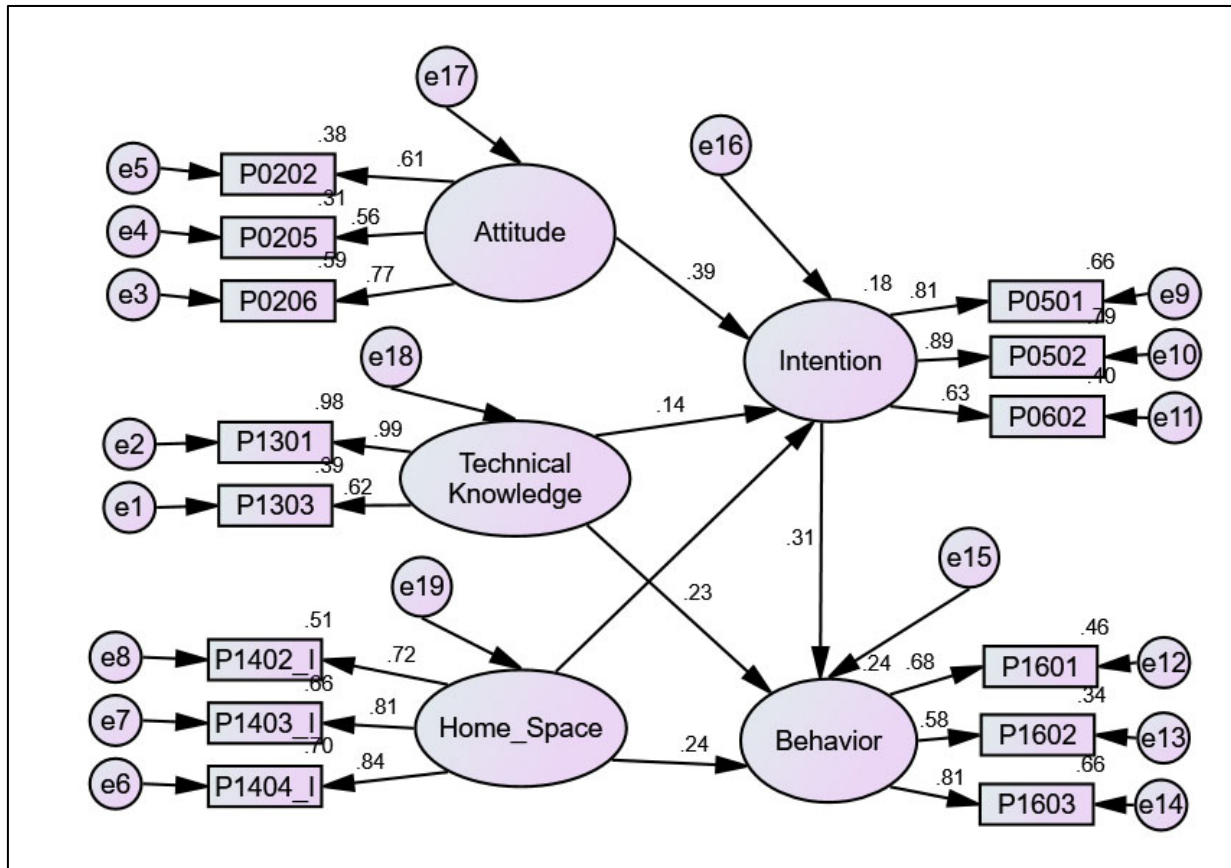 e17
.38
e5
P0202
.61
e16
.31
e4
P0205
.56
Attitude
.59
e3
P0206
.77
.39
.66
.18
.81
P0501
e9
.79
e18
Intention
.89
P0502
e10
.40
.98
.14
.63
P0602
e11
e2
P1301
.99
.39
Technical
Knowledge
e1
P1303
.62
.31
e15
e19
.23
.51
.46
e8
P1402_I
.72
.24
.68
P1601
e12
.66
.34
e7
P1403_I
.81
Home_Space
Behavior
.58
P1602
e13
.70
.24
.66
e6
P1404_I
.84
.81
P1603
e14